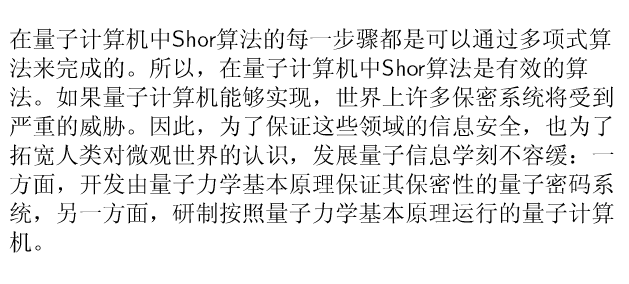 在量子计算机中Shor算法的每一步骤都是可以通过多项式算
法来完成的。所以，在量子计算机中Shor算法是有效的算
法。如果量子计算机能够实现，世界上许多保密系统将受到
严重的威胁。因此，为了保证这些领域的信息安全，也为了
拓宽人类对微观世界的认识，发展量子信息学刻不容缓：一
方面，开发由量子力学基本原理保证其保密性的量子密码系
统，另一方面，研制按照量子力学基本原理运行的量子计算
机。